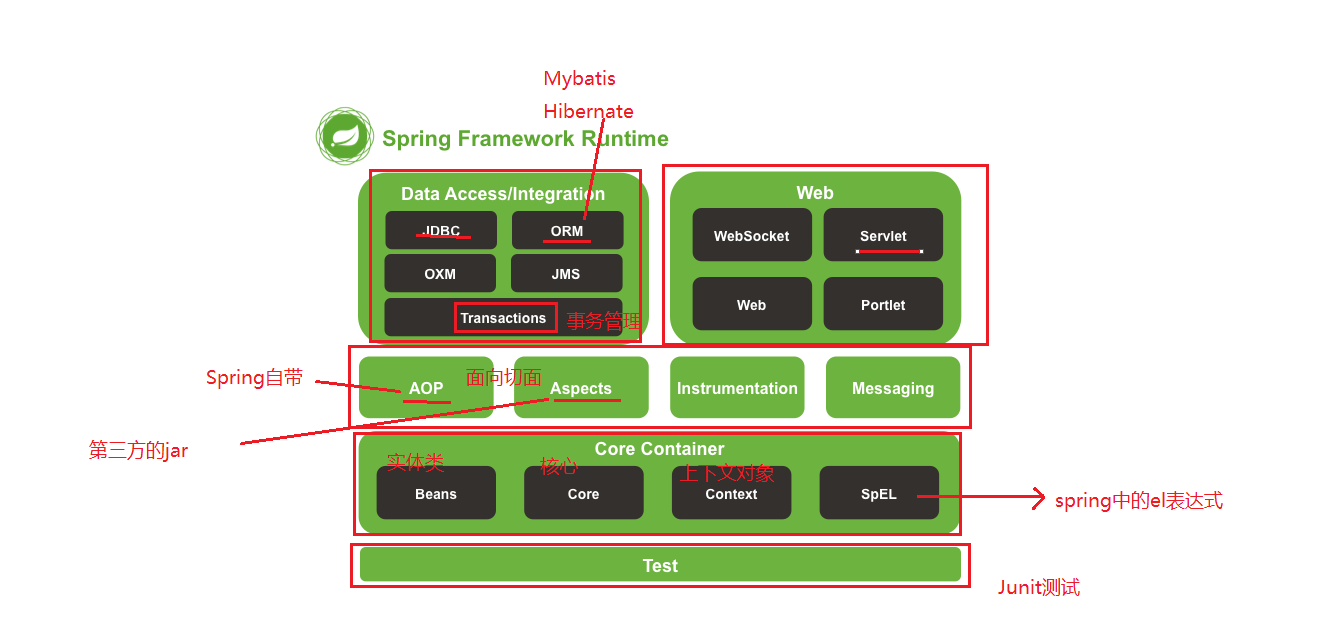 Mybatis
Hibernate
Spring Framework Runtime
Data Access/Integration
JDBC
ORM
OXM
JMS
Transactions
事务管理
Web
WebSocket
Servlet
Web
Portlet
Spring自带
AOP
面向切面
Aspects
Instrumentation
Messaging
第三方的jar
Core Container
实体类
Beans
核心
Core
上下文对象
Context
SpEL
spring中的el表达式
Test
Junit测试